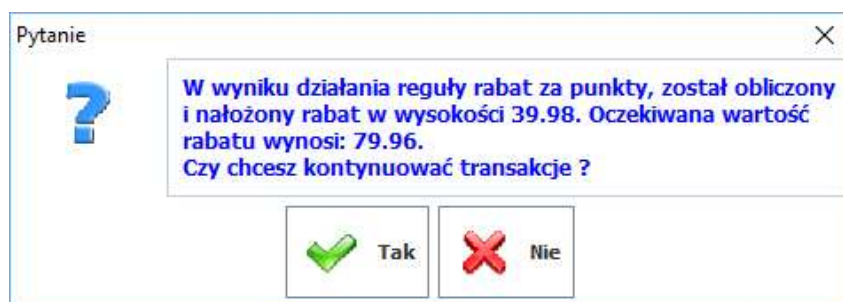 Pytanie
W wyniku działania reguły rabat za punkty, został obliczony
i nałożony rabat w wysokości 39.98. Oczekiwana wartość
rabatu wynosi: 79.96.
Czy chcesz kontynuować transakcje ?
Tak
Nie